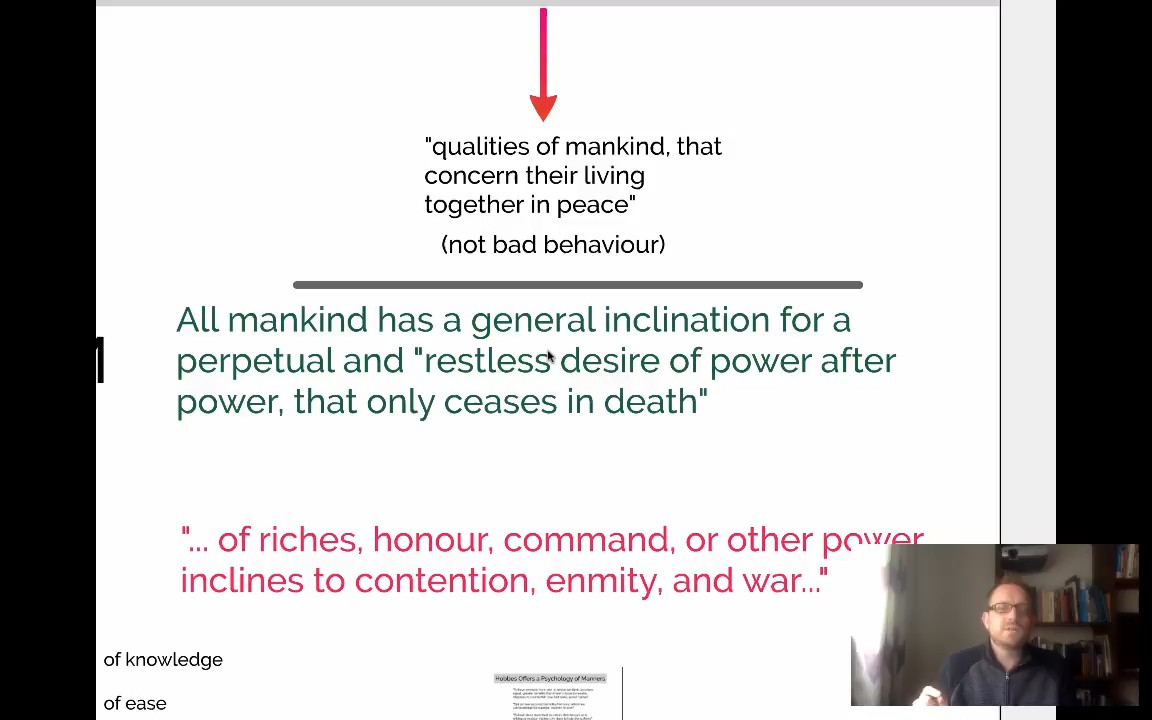 "qualities of mankind, that
concern their living
together in peace"
(not bad behaviour)
All mankind has a general inclination for a
perpetual and "restless desire of power after
power, that only ceases in death"
"... of riches, honour, command, or other power
inclines to contention, enmity, and war..."
of knowledge
of ease
Hobbes Offers a Psychology of Manners